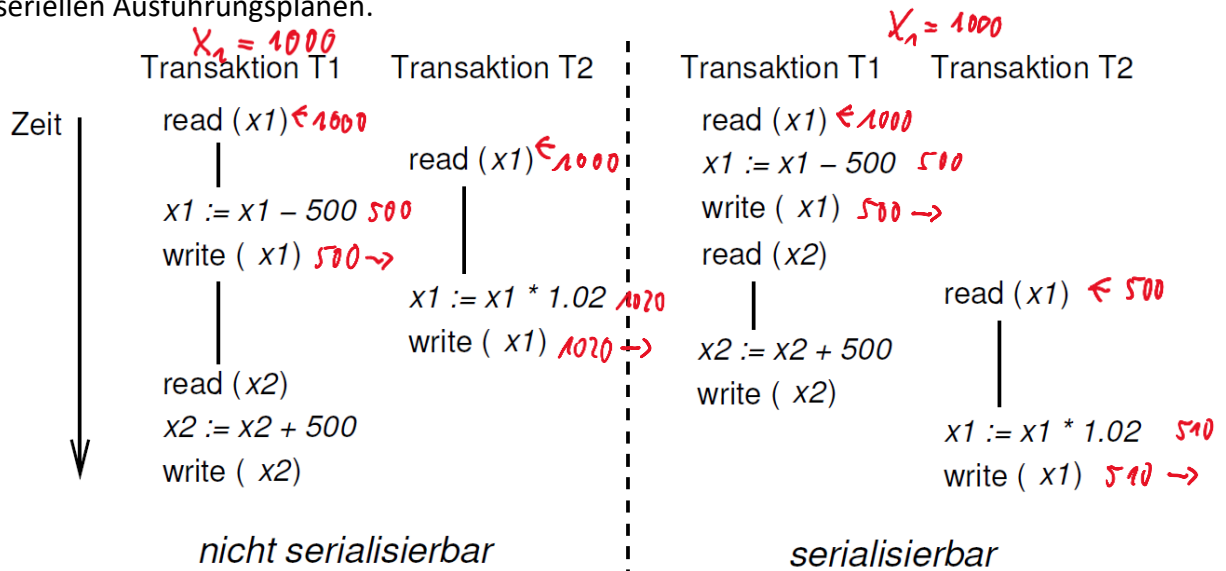 seriellen Ausführungsplänen.
X₁ = 1000
X₁ = 1000
Transaktion T1 Transaktion T2
Transaktion T1 Transaktion T2
Zeit
read (x1) ← 1000
read (x1) ← 1000
x1 := x1 – 500 500
write ( x1) 500 →
x1 := x1 * 1.02 1020
write ( x1) 1020 →
read (x2)
x2 := x2 + 500
write ( x2)
nicht serialisierbar
read (x1) ← 1000
x1 := x1 – 500 500
write ( x1) 500 →
read (x2)
read (x1) ← 500
x2 := x2 + 500
write ( x2)
x1 := x1 * 1.02 510
write ( x1) 510 →
serialisierbar